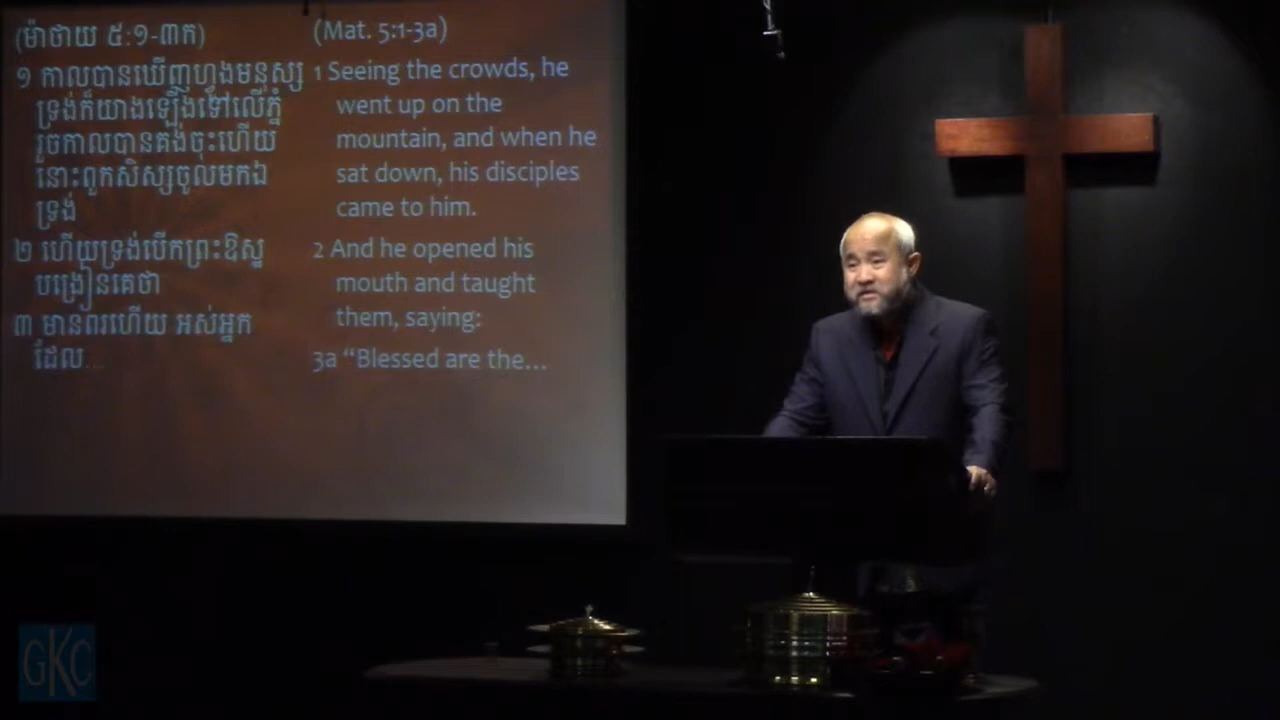 (ម៉ាថាយ ៥:១-៣ក)
១ កាលបានឃើញហ្វូងមនុស្ស
ទ្រង់ក៏យាងឡើងទៅលើភ្នំ
រួចកាលបានគង់ចុះហើយ
នោះពួកសិស្សចូលមកឯ
ទ្រង់
២ ហើយទ្រង់បើកព្រះឱស្ឋ
បង្រៀនគេថា
៣ មានពរហើយ អស់អ្នក
ដែល...
(Mat. 5:1-3a)
1 Seeing the crowds, he
went up on the
mountain, and when he
sat down, his disciples
came to him.
2 And he opened his
mouth and taught
them, saying:
3a “Blessed are the...
GKC